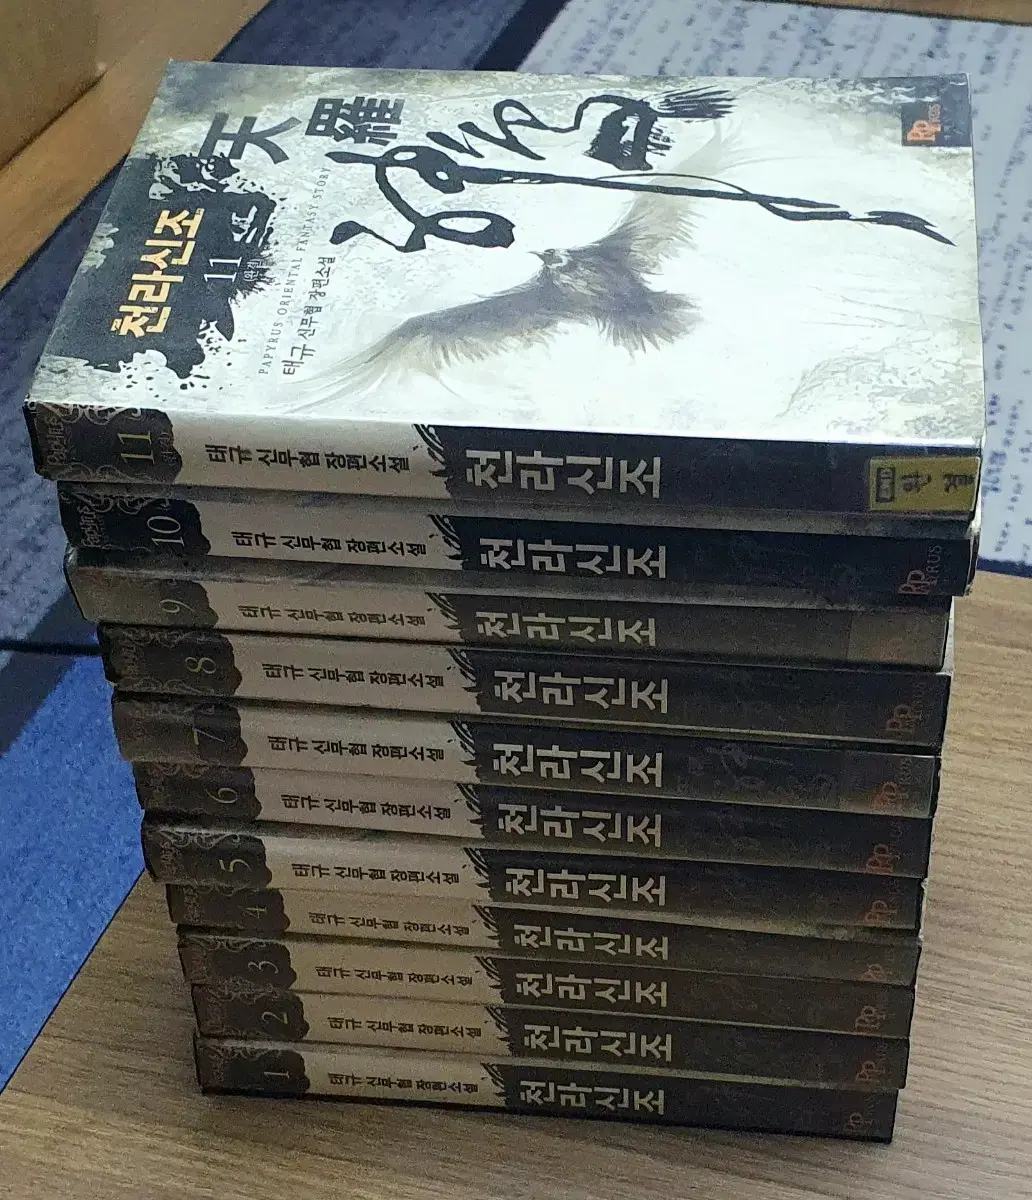 天羅
천라신조
11
(완결)
PAPYRUS ORIENTAL FANTASY STORY
태규 신무협 장편소설
11 태규 신무협 장편소설 천라신조 END 완결
10 태규 신무협 장편소설 천라신조
9 태규 신무협 장편소설 천라신조
8 태규 신무협 장편소설 천라신조
7 태규 신무협 장편소설 천라신조
6 태규 신무협 장편소설 천라신조
5 태규 신무협 장편소설 천라신조
4 태규 신무협 장편소설 천라신조
3 태규 신무협 장편소설 천라신조
2 태규 신무협 장편소설 천라신조
1 태규 신무협 장편소설 천라신조